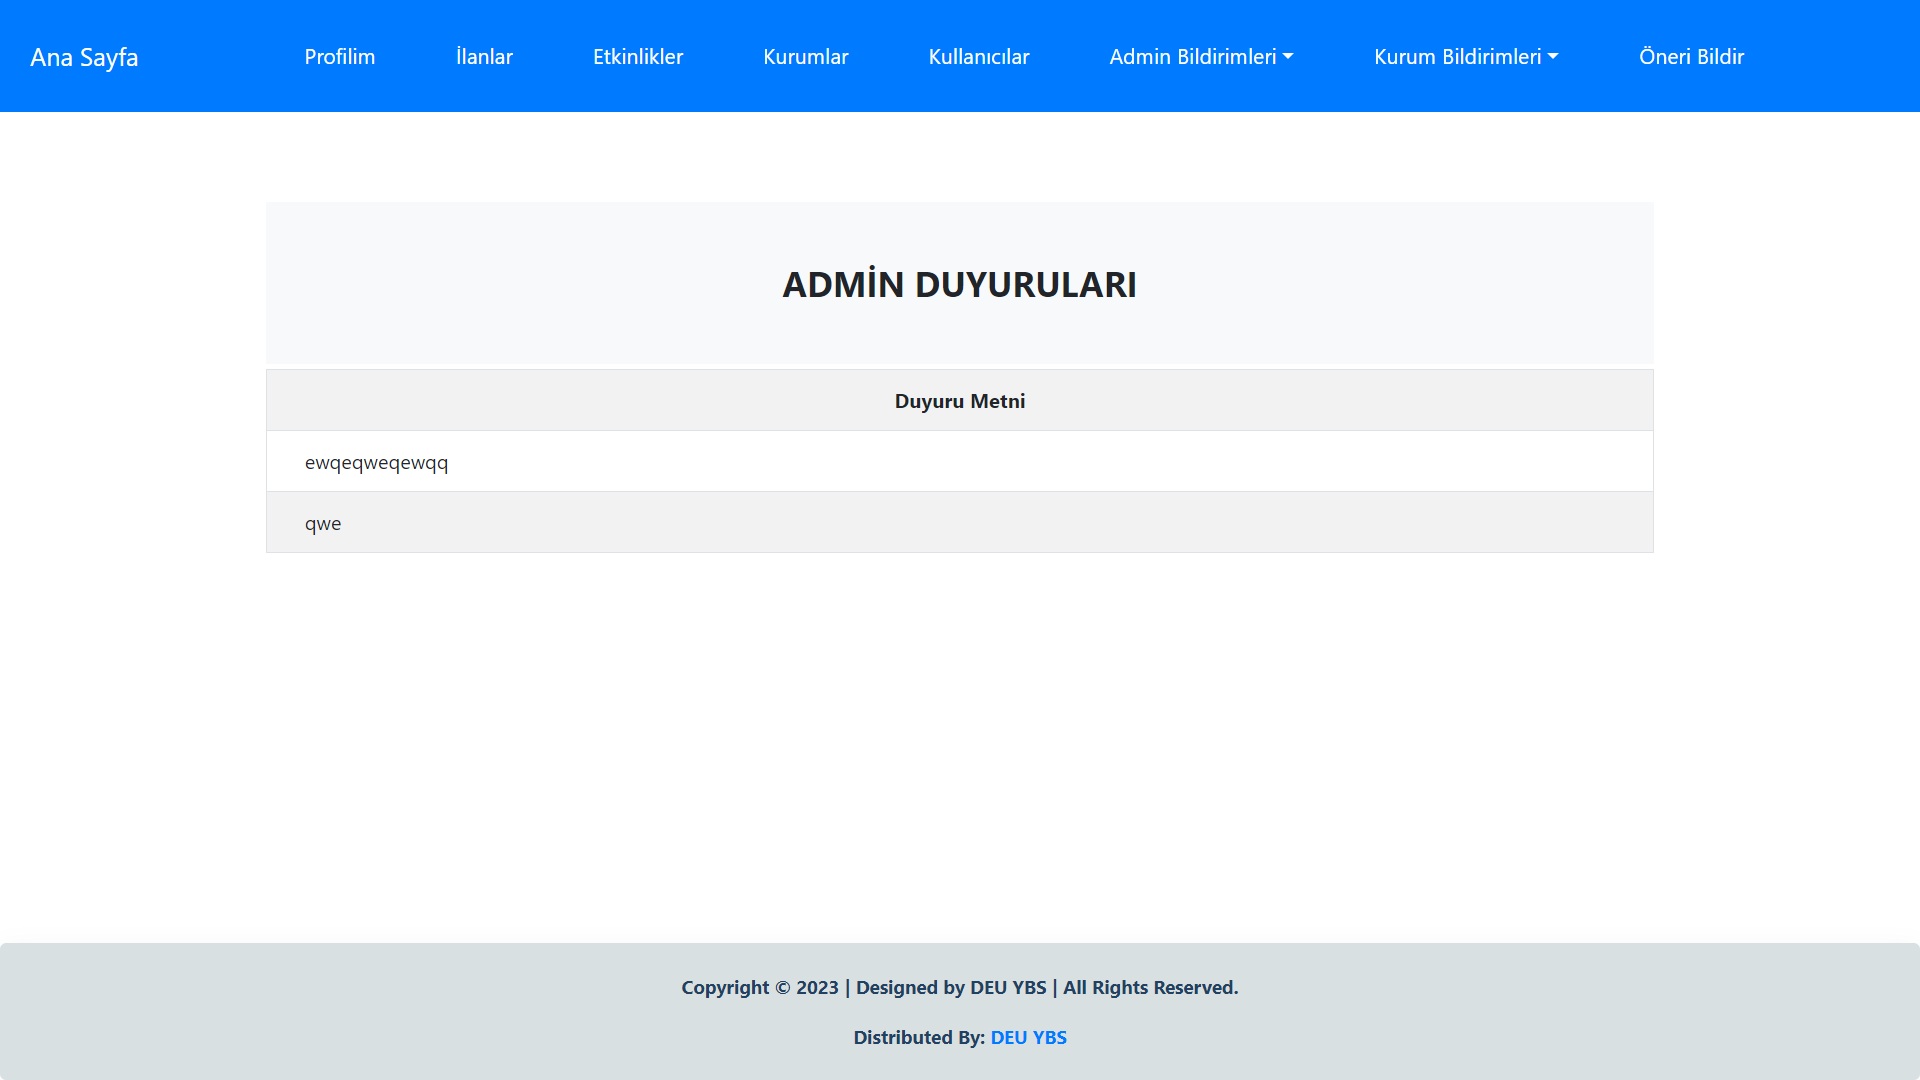 Ana Sayfa Profilim İlanlar Etkinlikler Kurumlar Kullanıcılar Admin Bildirimleri Kurum Bildirimleri Öneri Bildir
ADMİN DUYURULARI
Duyuru Metni
ewqeqweqewqq
qwe
Copyright © 2023 | Designed by DEU YBS | All Rights Reserved.
Distributed By: DEU YBS